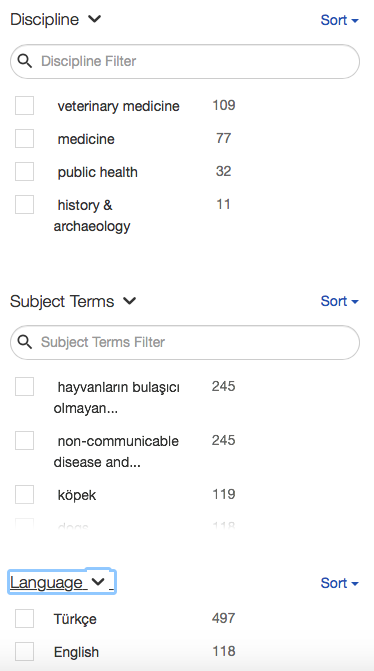 Discipline Sort
Discipline Filter
veterinary medicine 109
medicine 77
public health 32
history & 11
archaeology
Subject Terms Sort
Subject Terms Filter
hayvanların bulaşıcı 245
olmayan...
non-communicable 245
disease and...
köpek 119
dogs 118
Language Sort
Türkçe 497
English 118